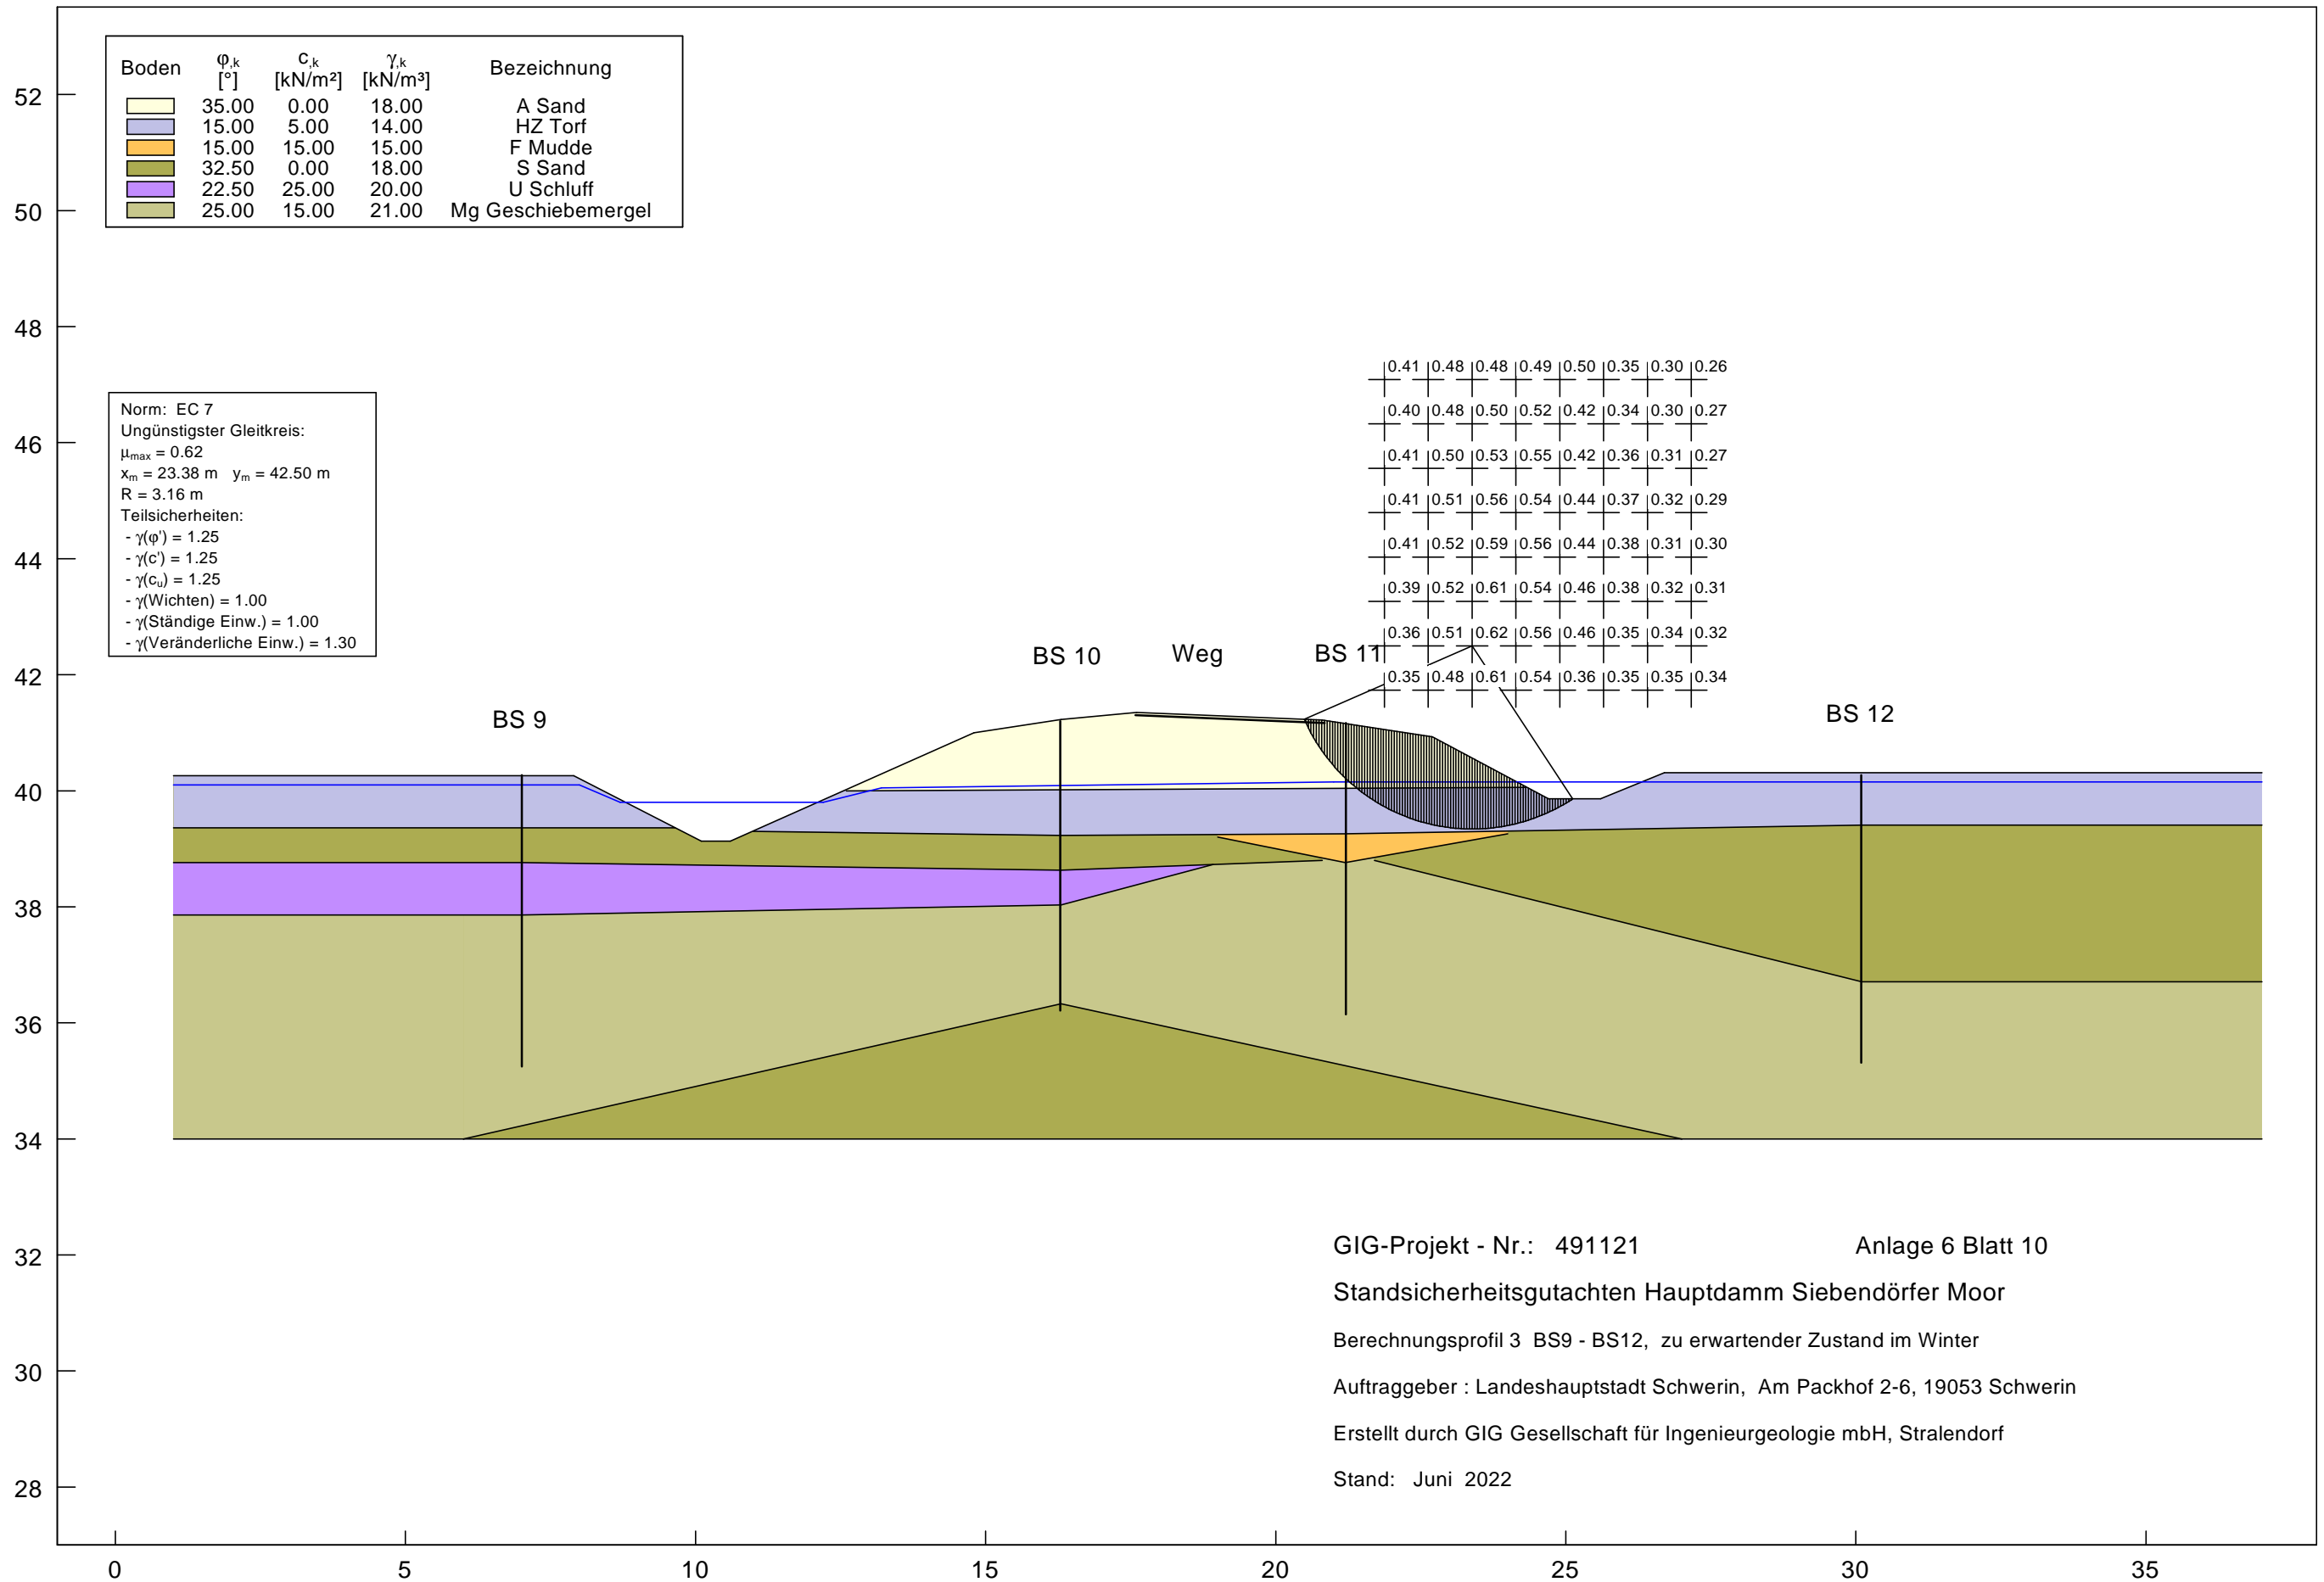 Boden φ,k c,k γ,k Bezeichnung
[°] [kN/m²] [kN/m³]
35.00 0.00 18.00 A Sand
15.00 5.00 14.00 HZ Torf
15.00 15.00 15.00 F Mudde
32.50 0.00 18.00 S Sand
22.50 25.00 20.00 U Schluff
25.00 15.00 21.00 Mg Geschiebemergel
52
50
48
46
44
42
40
38
36
34
32
30
28
Norm: EC 7
Ungünstigster Gleitkreis:
μmax = 0.62
xm = 23.38 m ym = 42.50 m
R = 3.16 m
Teilsicherheiten:
- γ(φ') = 1.25
- γ(c') = 1.25
- γ(cu) = 1.25
- γ(Wichten) = 1.00
- γ(Ständige Einw.) = 1.00
- γ(Veränderliche Einw.) = 1.30
0.41 0.48 0.48 0.49 0.50 0.35 0.30 0.26
0.40 0.48 0.50 0.52 0.42 0.34 0.30 0.27
0.41 0.50 0.53 0.55 0.42 0.36 0.31 0.27
0.41 0.51 0.56 0.54 0.44 0.37 0.32 0.29
0.41 0.52 0.59 0.56 0.44 0.38 0.31 0.30
0.39 0.52 0.61 0.54 0.46 0.38 0.32 0.31
0.36 0.51 0.62 0.56 0.46 0.35 0.34 0.32
0.35 0.48 0.61 0.54 0.36 0.35 0.35 0.34
BS 9
BS 10
Weg
BS 11
BS 12
GIG-Projekt - Nr.: 491121 Anlage 6 Blatt 10
Standsicherheitsgutachten Hauptdamm Siebendörfer Moor
Berechnungsprofil 3 BS9 - BS12, zu erwartender Zustand im Winter
Auftraggeber : Landeshauptstadt Schwerin, Am Packhof 2-6, 19053 Schwerin
Erstellt durch GIG Gesellschaft für Ingenieurgeologie mbH, Stralendorf
Stand: Juni 2022
0 5 10 15 20 25 30 35